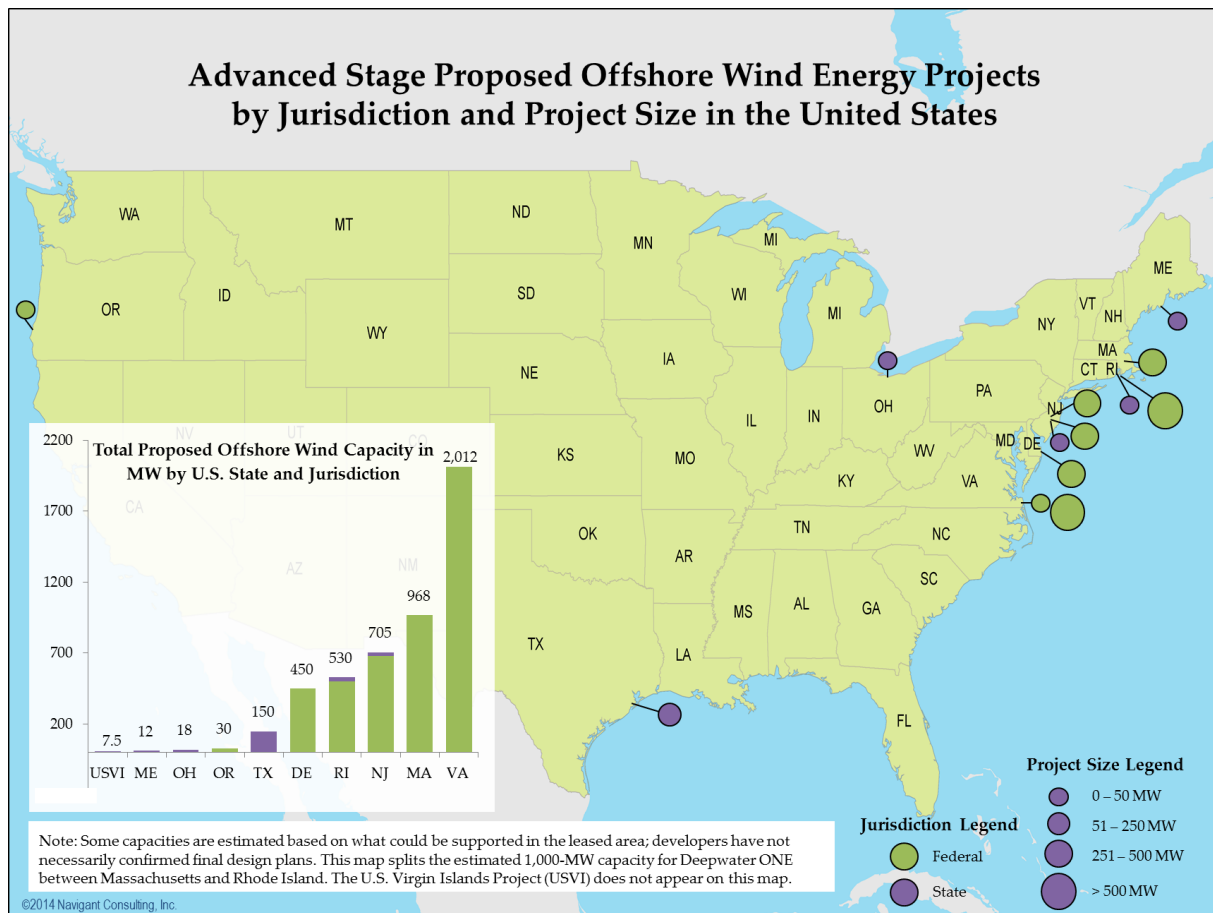 Advanced Stage Proposed Offshore Wind Energy Projects
by Jurisdiction and Project Size in the United States
WA
MT
ND
MN
MI
ME
OR
ID
SD
WI
MI
VT
NH
NY
WY
IA
MA
NE
CT RI
PA
OH
NJ
IL
IN
MD
DE
WV
NV
UT
CO
KS
MO
KY
VA
CA
OK
TN
NC
AZ
NM
AR
SC
MS
AL
GA
TX
LA
FL
Total Proposed Offshore Wind Capacity in
MW by U.S. State and Jurisdiction
2200
1700
1200
700
200
7.5
12
18
30
150
450
530
705
968
2,012
USVI ME OH OR TX DE RI NJ MA VA
Note: Some capacities are estimated based on what could be supported in the leased area; developers have not
necessarily confirmed final design plans. This map splits the estimated 1,000-MW capacity for Deepwater ONE
between Massachusetts and Rhode Island. The U.S. Virgin Islands Project (USVI) does not appear on this map.
Jurisdiction Legend
Federal
State
Project Size Legend
0 – 50 MW
51 – 250 MW
251 – 500 MW
> 500 MW
©2014 Navigant Consulting, Inc.